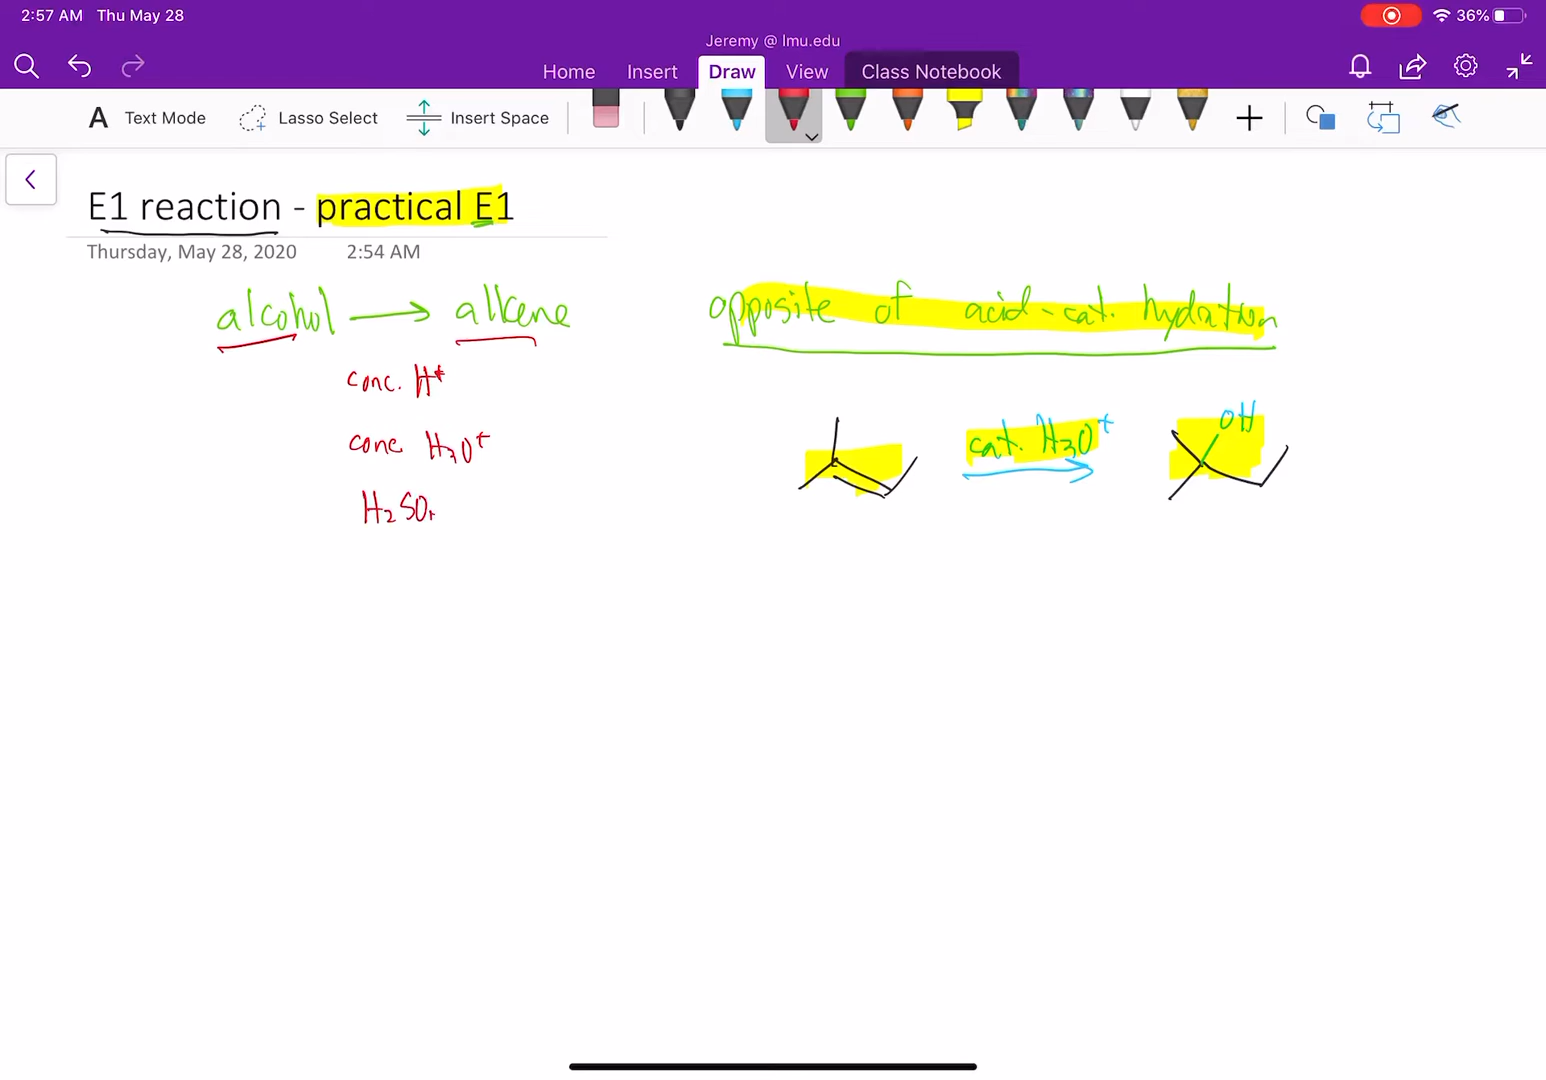 2:57 AM Thu May 28 36%
Jeremy @ lmu.edu
Home Insert Draw View Class Notebook
A Text Mode Lasso Select Insert Space
E1 reaction - practical E1
Thursday, May 28, 2020 2:54 AM
alcohol → alkene
conc. H⁺
conc H₃O⁺
H₂SO
opposite of acid-cat. hydration
cat. H₃O⁺
OH